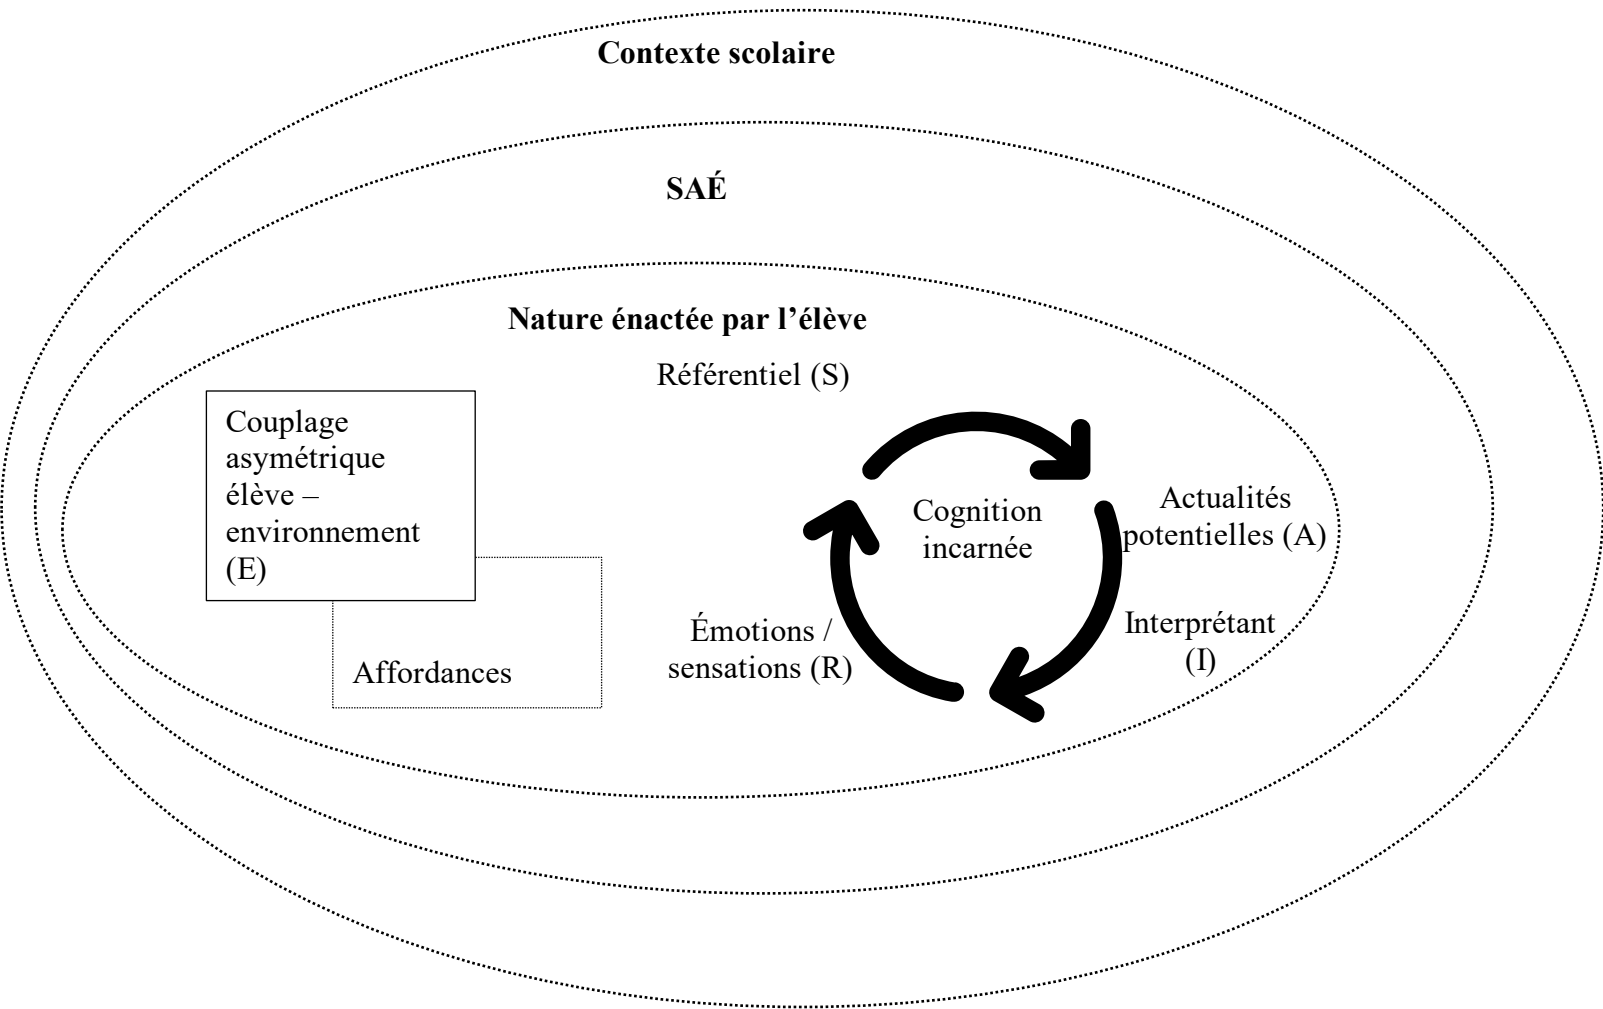 Contexte scolaire
SAÉ
Nature énactée par l’élève
Référentiel (S)
Couplage
asymétrique
élève –
environnement
(E)
Affordances
Cognition
incarnée
Actualités
potentielles (A)
Interprétant
(I)
Émotions /
sensations (R)